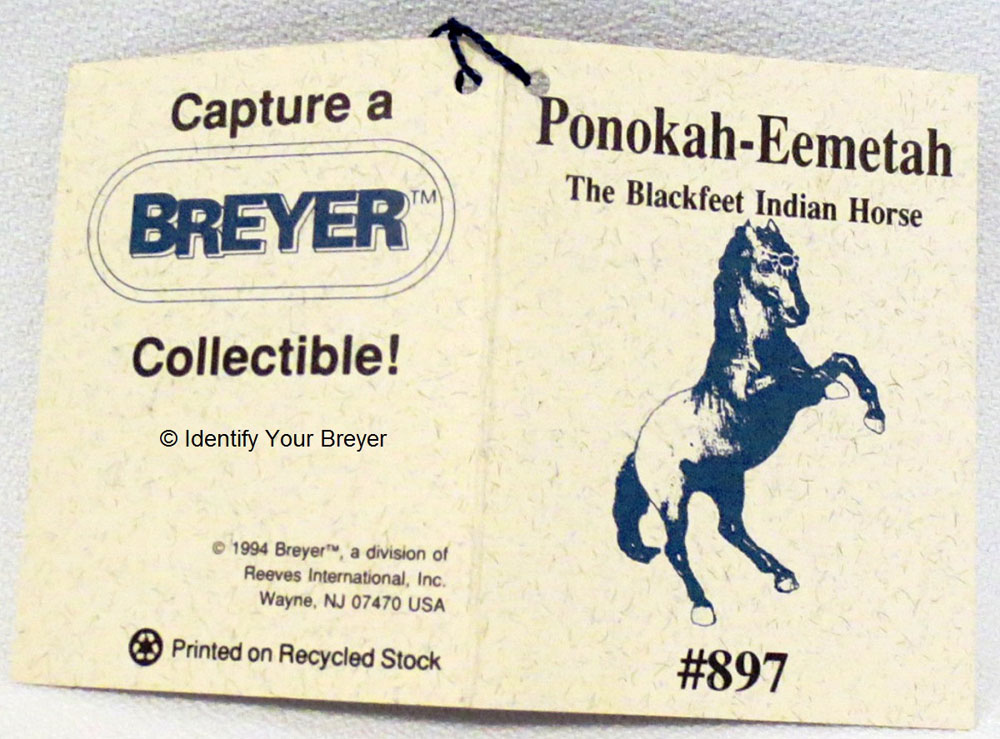 Capture a
BREYER™
Collectible!
© Identify Your Breyer
© 1994 Breyer™, a division of
Reeves International, Inc.
Wayne, NJ 07470 USA
Printed on Recycled Stock
Ponokah-Eemetah
The Blackfeet Indian Horse
#897